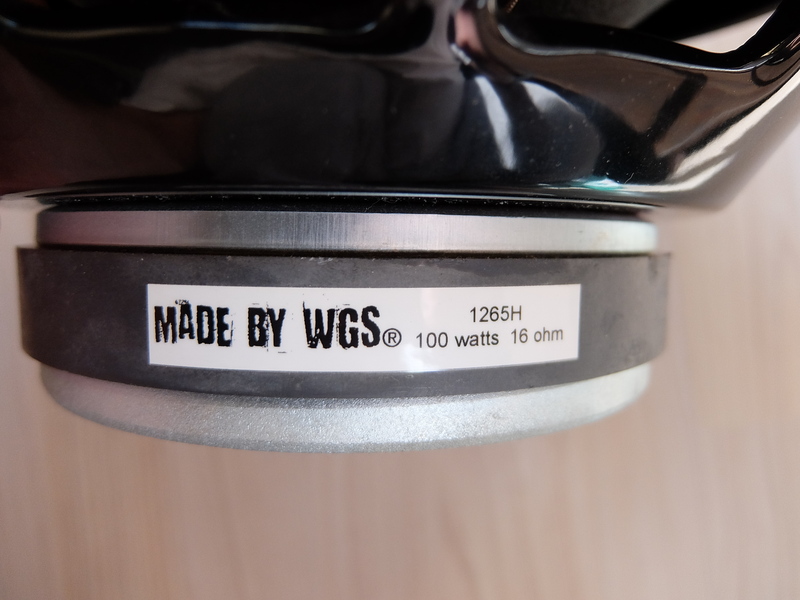 MADE BY WGS®
1265H
100 watts 16 ohm